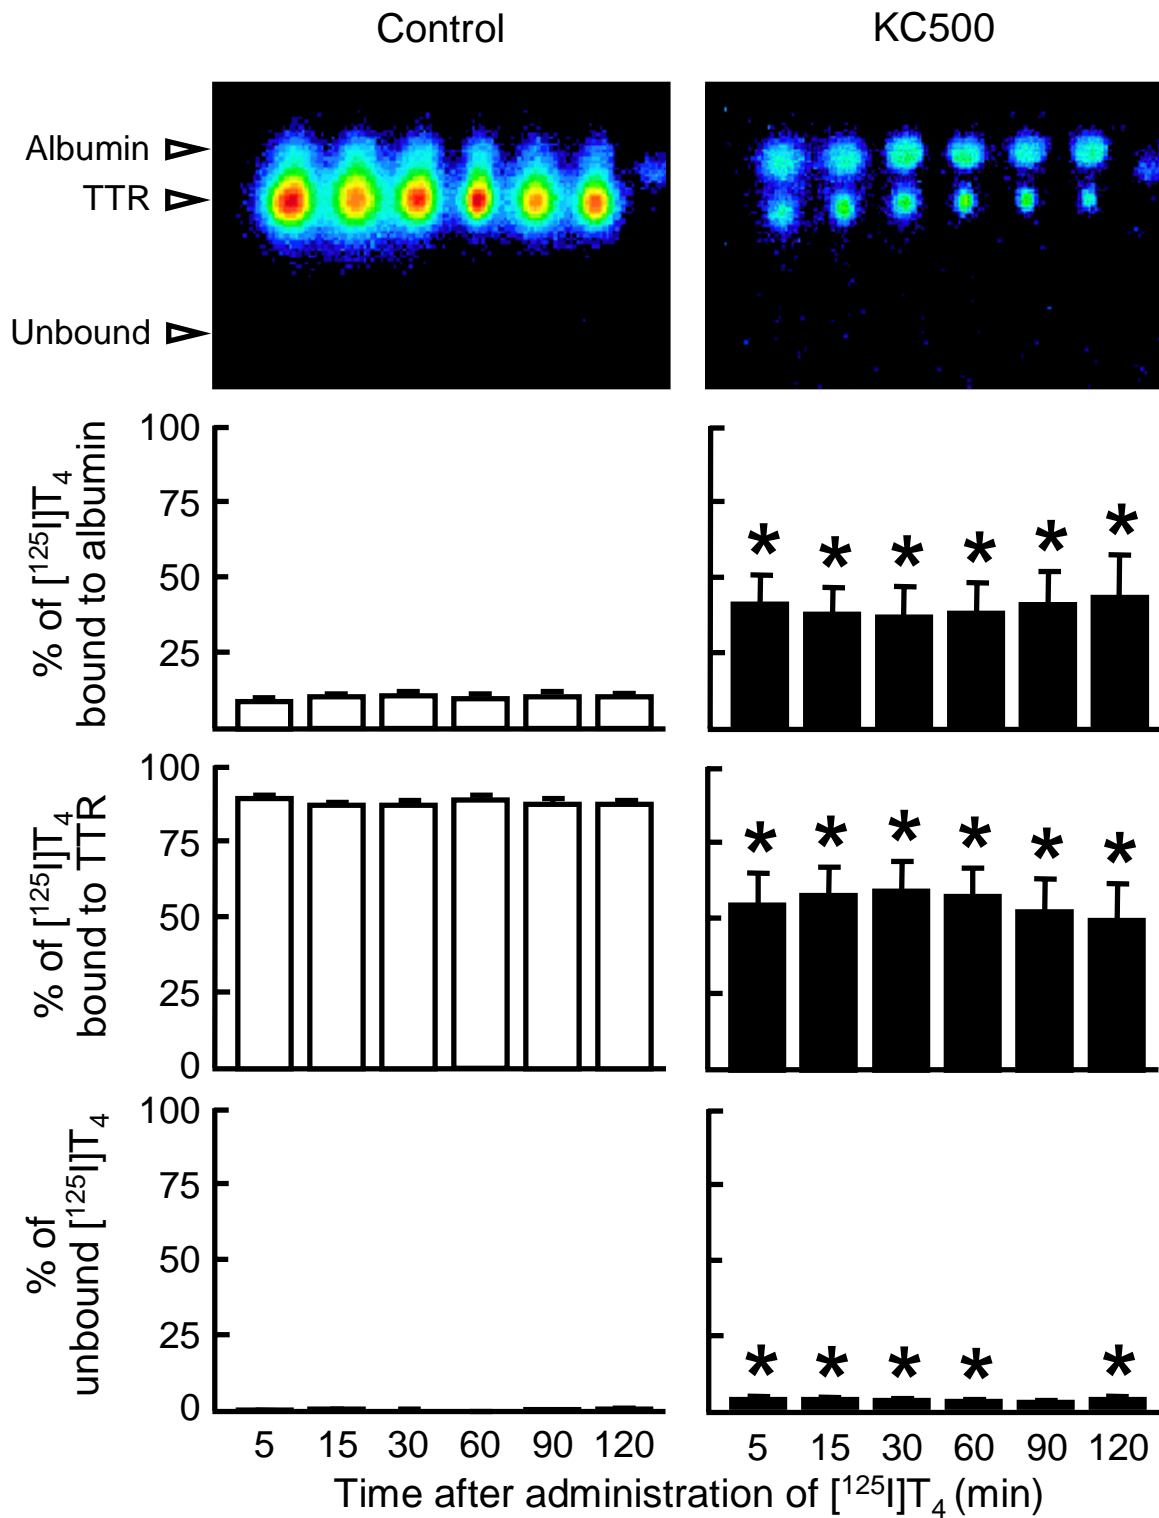 Control
KC500
Albumin
TTR
Unbound
% of [¹²⁵I]T₄
bound to albumin
100
75
50
25
* * * * * *
% of [¹²⁵I]T₄
bound to TTR
100
75
50
25
0
* * * * * *
% of
unbound [¹²⁵I]T₄
100
75
50
25
0
* * * * *
5 15 30 60 90 120
5 15 30 60 90 120
Time after administration of [¹²⁵I]T₄ (min)